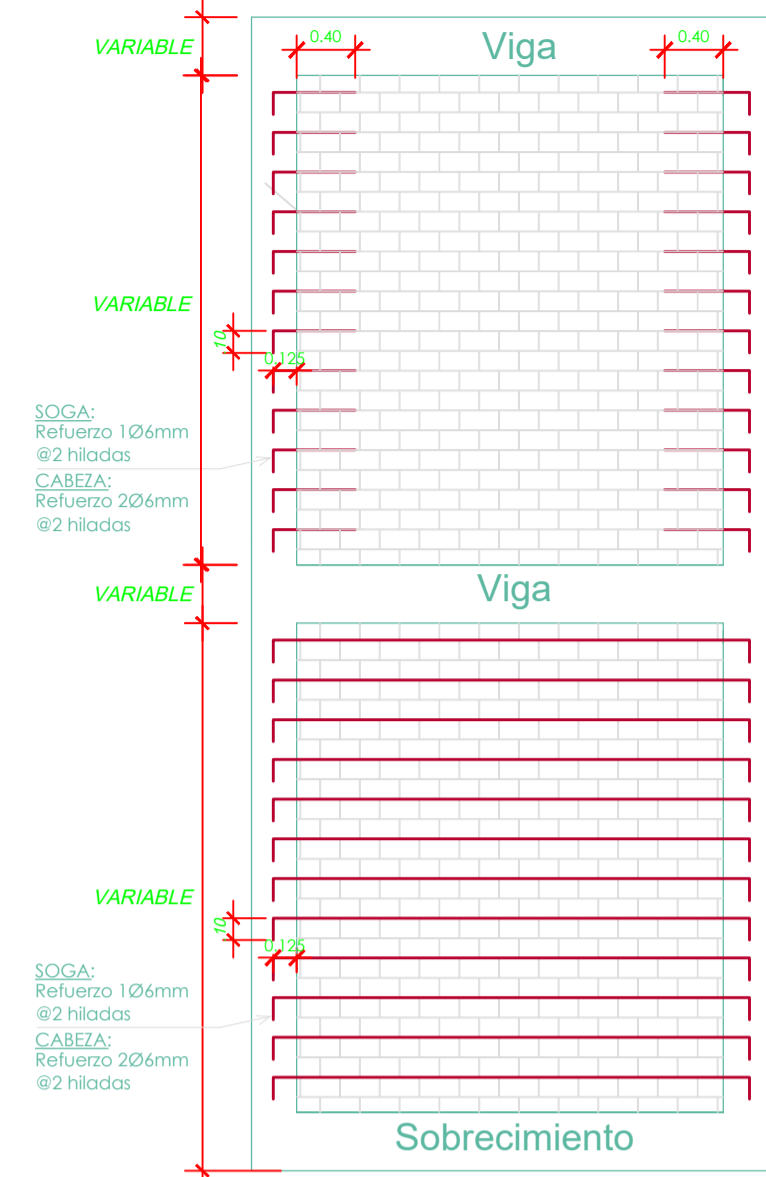 VARIABLE
0.40
Viga
0.40
VARIABLE
10
0.125
SOGA:
Refuerzo 1Ø6mm
@2 hiladas
CABEZA:
Refuerzo 2Ø6mm
@2 hiladas
VARIABLE
Viga
VARIABLE
10
0.125
SOGA:
Refuerzo 1Ø6mm
@2 hiladas
CABEZA:
Refuerzo 2Ø6mm
@2 hiladas
Sobrecimiento